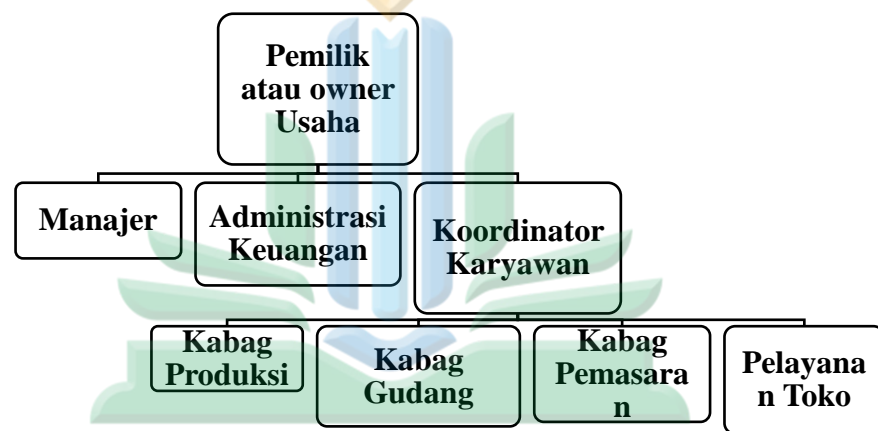 Pemilik
atau owner
Usaha
Manajer
Administrasi
Keuangan
Koordinator
Karyawan
Kabag
Produksi
Kabag
Gudang
Kabag
Pemasara
n
Pelayana
n Toko